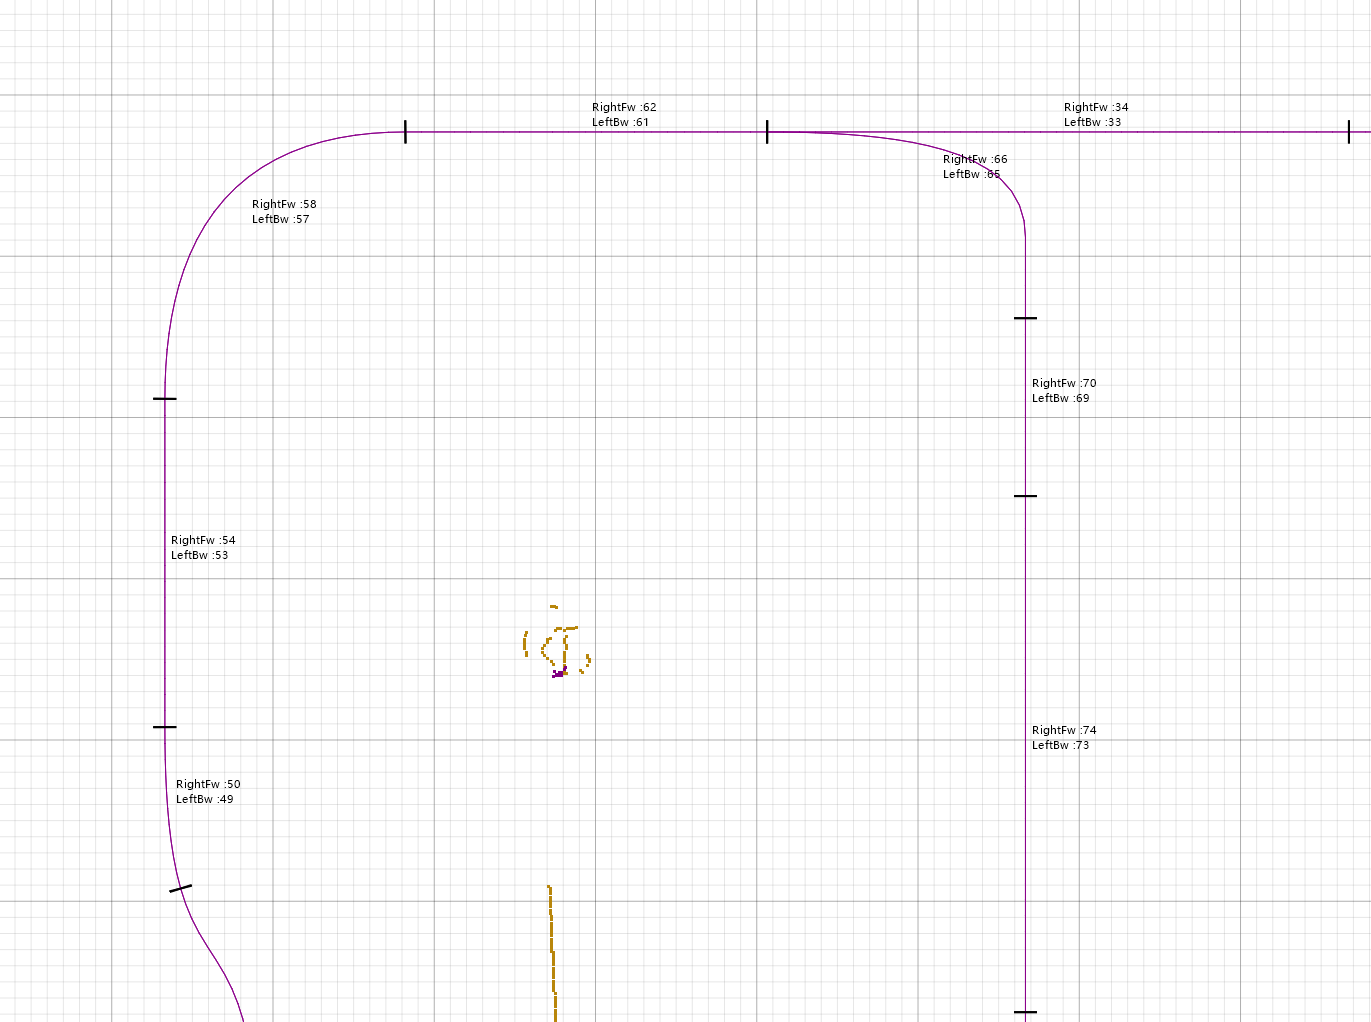 RightFw :62
LeftBw :61
RightFw :34
LeftBw :33
RightFw :66
LeftBw :65
RightFw :58
LeftBw :57
RightFw :70
LeftBw :69
RightFw :54
LeftBw :53
RightFw :74
LeftBw :73
RightFw :50
LeftBw :49